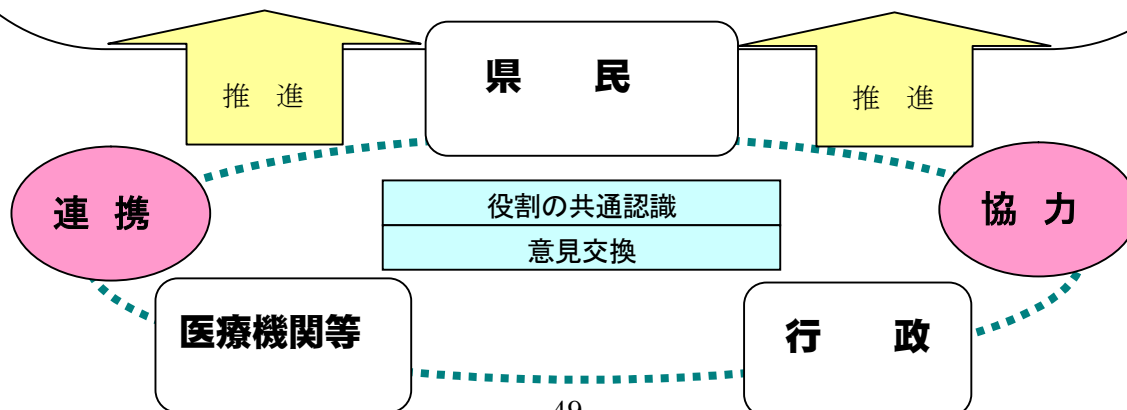 県　民
推　進
推　進
連　携
協　力
役割の共通認識
意見交換
医療機関等
行　政
49